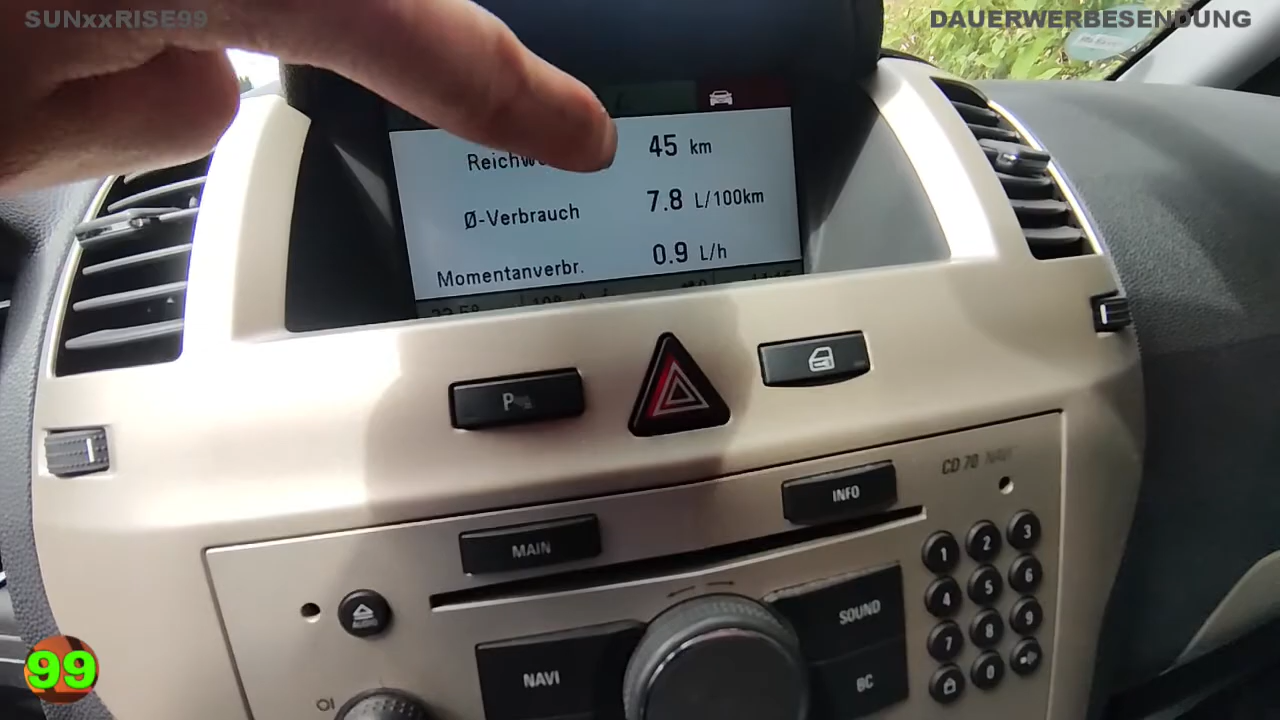 SUNxxRISE99
DAUERWERBESENDUNG
45 km
Ø-Verbrauch 7.8 L/100km
Momentanverbr. 0.9 L/h
P
CD 70 NAVI
INFO
MAIN
1 2 3
4 5 6
7 8 9
0
SOUND
NAVI
BC
99